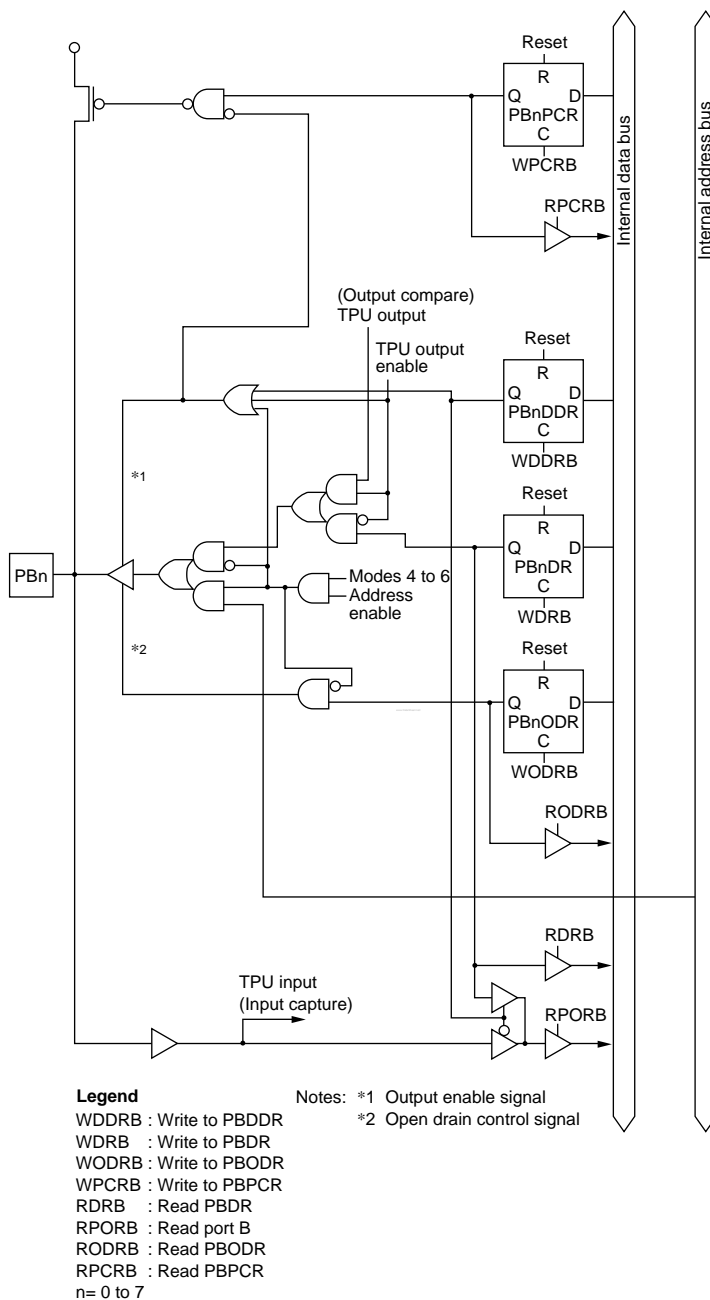 Reset
R
Q D
PBnPCR
C
WPCRB
RPCRB
Internal data bus
Internal address bus
(Output compare)
TPU output
TPU output
enable
Reset
R
Q D
PBnDDR
C
WDDRB
*1
Reset
R
Q D
PBnDR
C
WDRB
PBn
Modes 4 to 6
Address
enable
*2
Reset
R
Q D
PBnODR
C
WODRB
RODRB
RDRB
TPU input
(Input capture)
RPORB
Legend
WDDRB : Write to PBDDR
WDRB : Write to PBDR
WODRB : Write to PBODR
WPCRB : Write to PBPCR
RDRB : Read PBDR
RPORB : Read port B
RODRB : Read PBODR
RPCRB : Read PBPCR
n= 0 to 7
Notes: *1 Output enable signal
*2 Open drain control signal